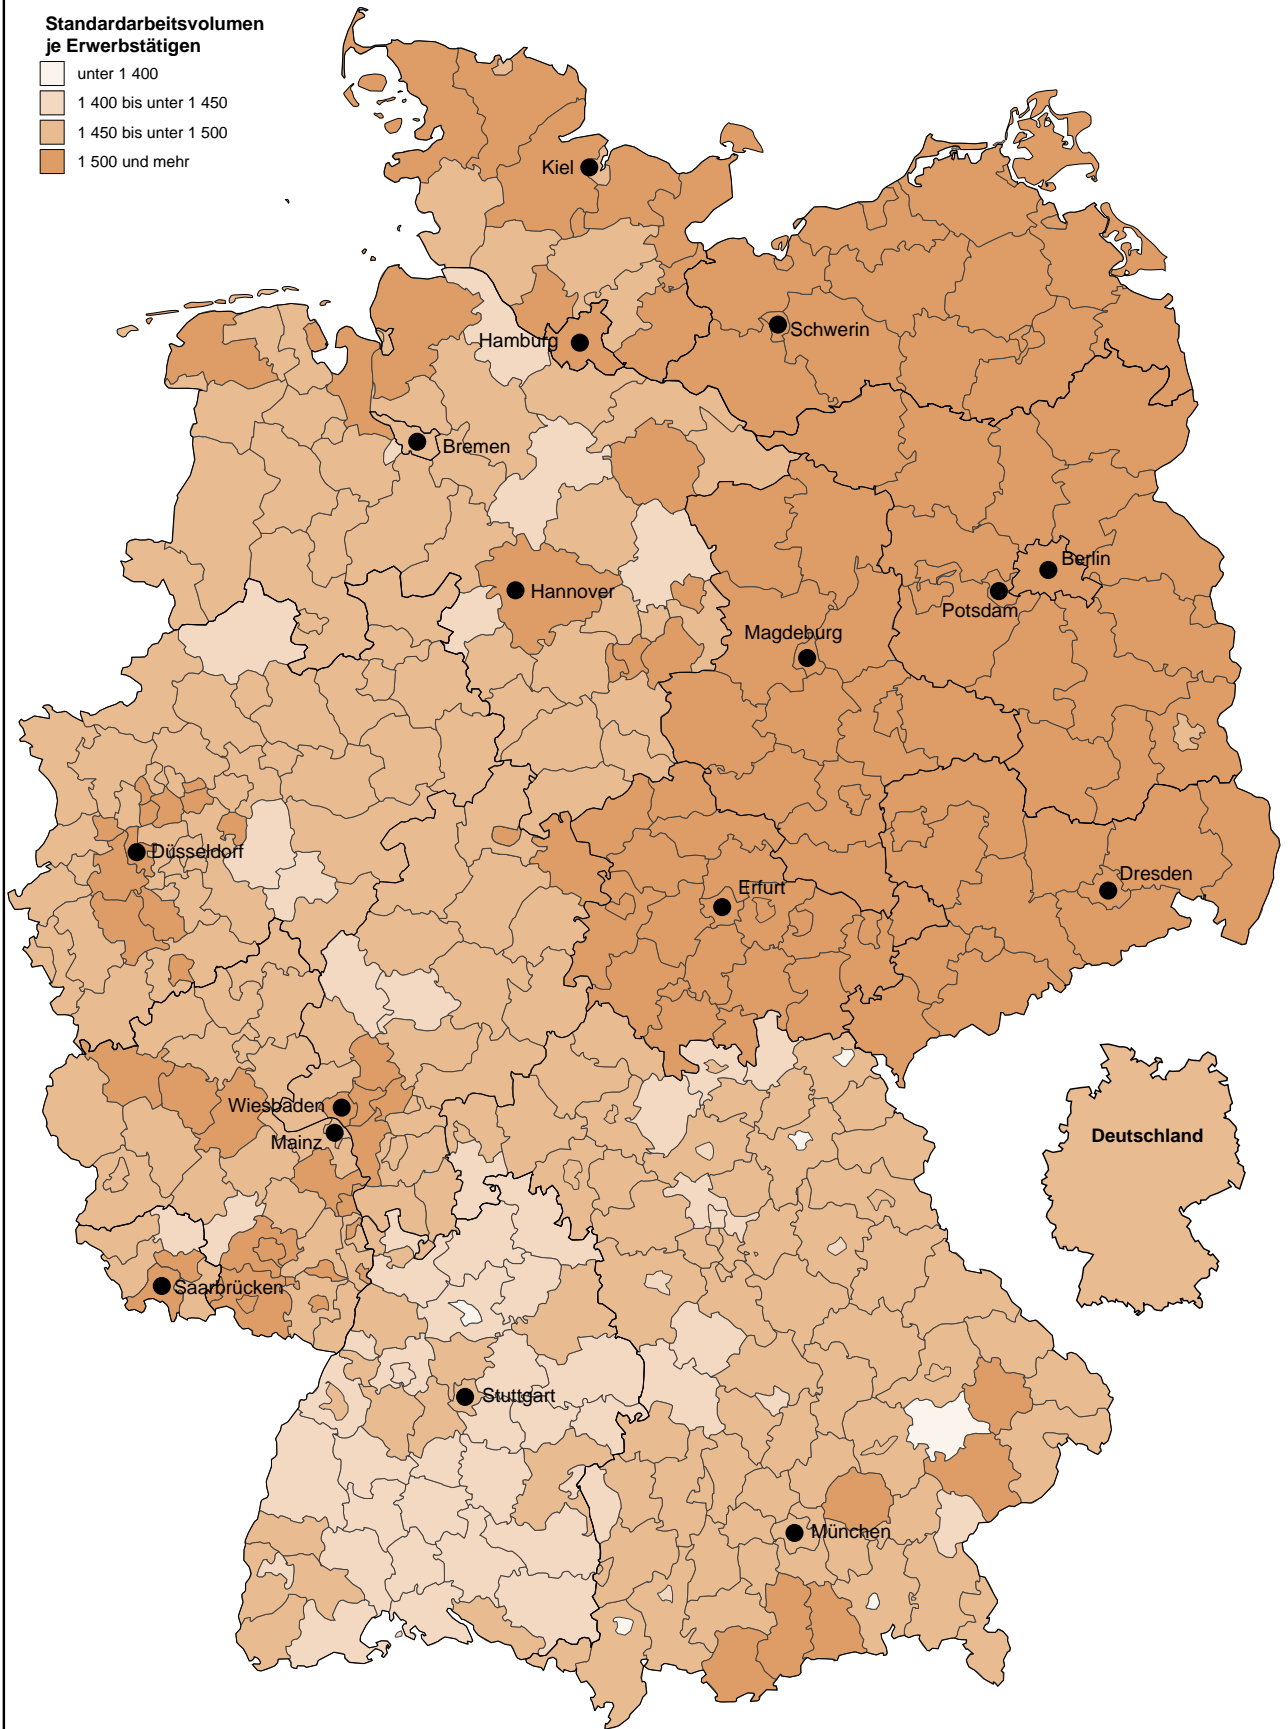 Standardarbeitsvolumen
je Erwerbstätigen
unter 1 400
1 400 bis unter 1 450
1 450 bis unter 1 500
1 500 und mehr
Kiel
Schwerin
Hamburg
Bremen
Berlin
Hannover
Potsdam
Magdeburg
Düsseldorf
Dresden
Erfurt
Wiesbaden
Deutschland
Mainz
Saarbrücken
Stuttgart
München